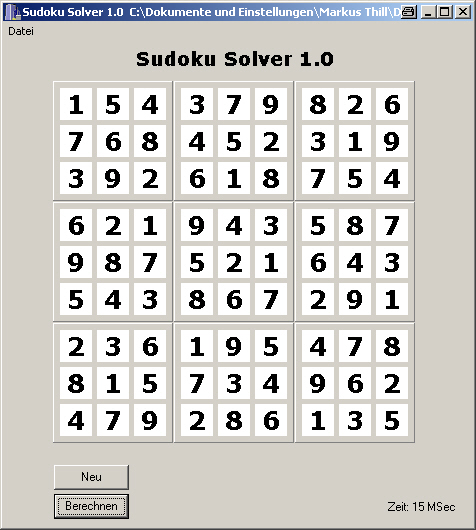 Sudoku Solver 1.0 C:\Dokumente und Einstellungen\Markus Thill\D
Datei
Sudoku Solver 1.0
1 5 4 3 7 9 8 2 6
7 6 8 4 5 2 3 1 9
3 9 2 6 1 8 7 5 4
6 2 1 9 4 3 5 8 7
9 8 7 5 2 1 6 4 3
5 4 3 8 6 7 2 9 1
2 3 6 1 9 5 4 7 8
8 1 5 7 3 4 9 6 2
4 7 9 2 8 6 1 3 5
Neu
Berechnen
Zeit: 15 MSec